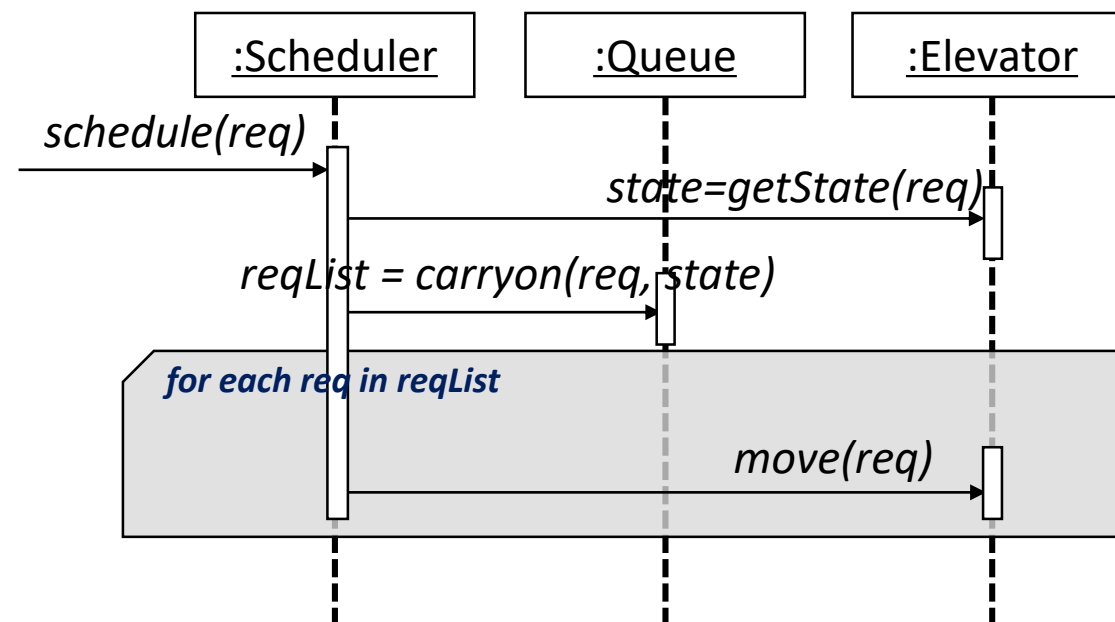 :Scheduler
:Queue
:Elevator
schedule(req)
state=getState(req)
reqList = carryon(req, state)
for each req in reqList
move(req)